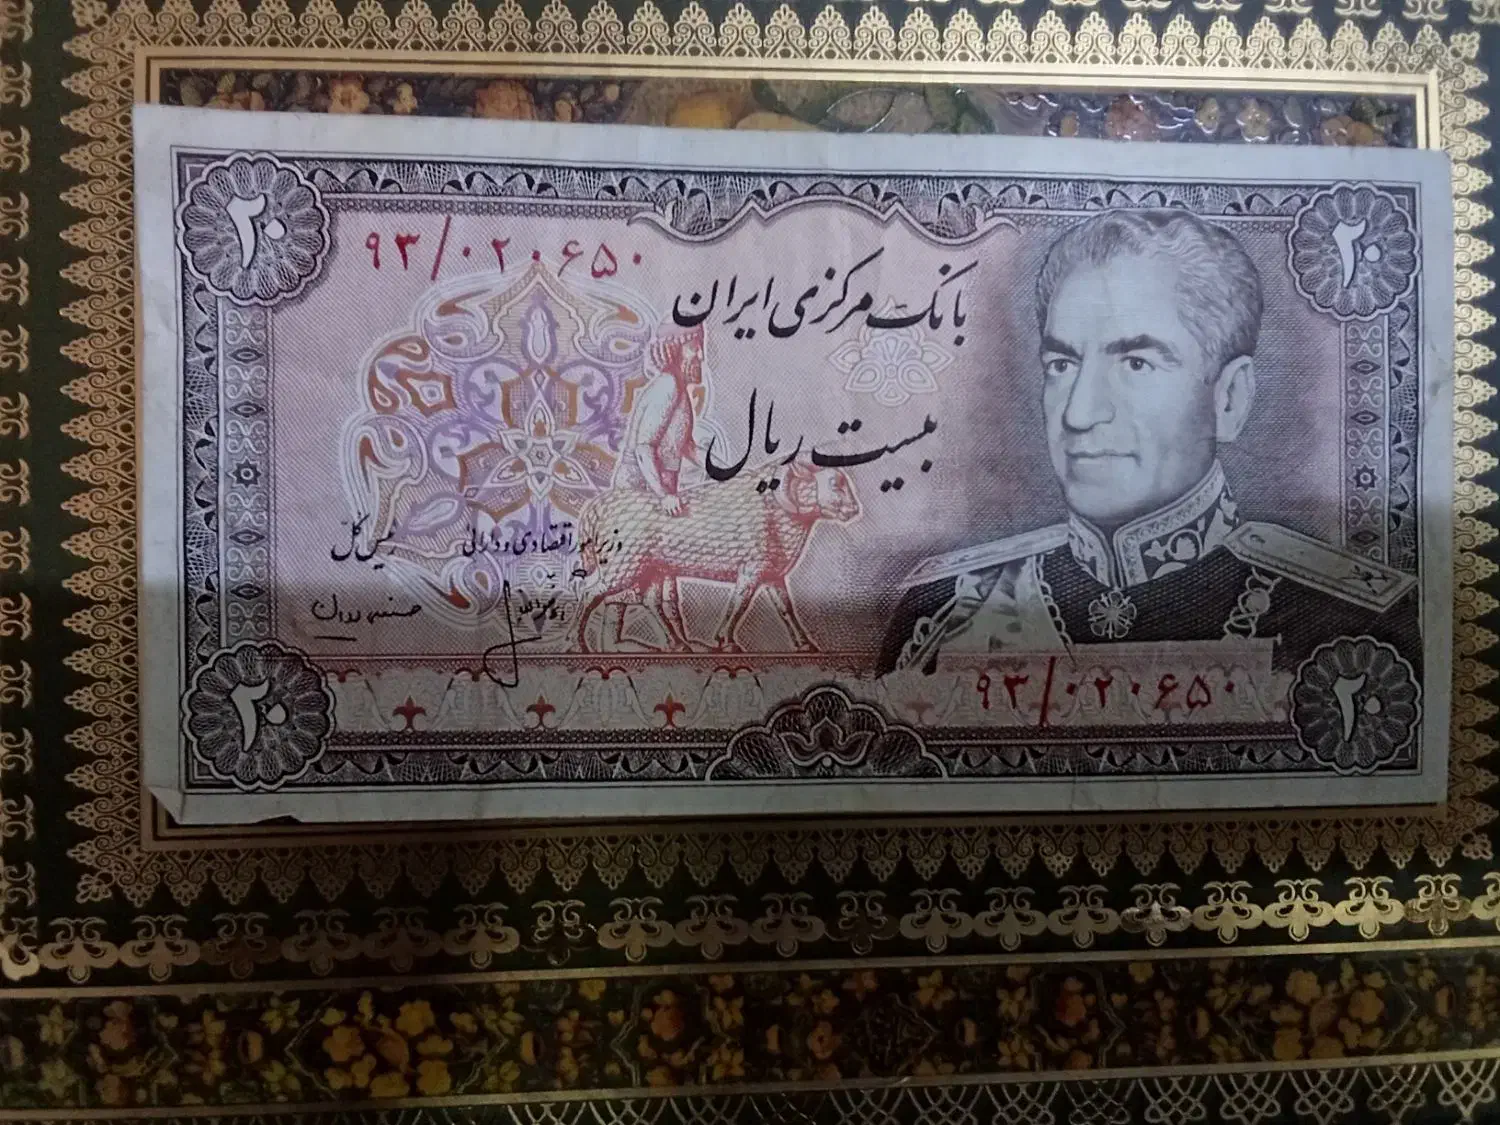 ۲۰
۲۰
۹۳/۰۲۰۶۵۰
بانک مرکزی ایران
بیست ریال
وزیر امور اقتصادی و دارائی
رئیس کل
۹۳/۰۲۰۶۵۰
۲۰
۲۰